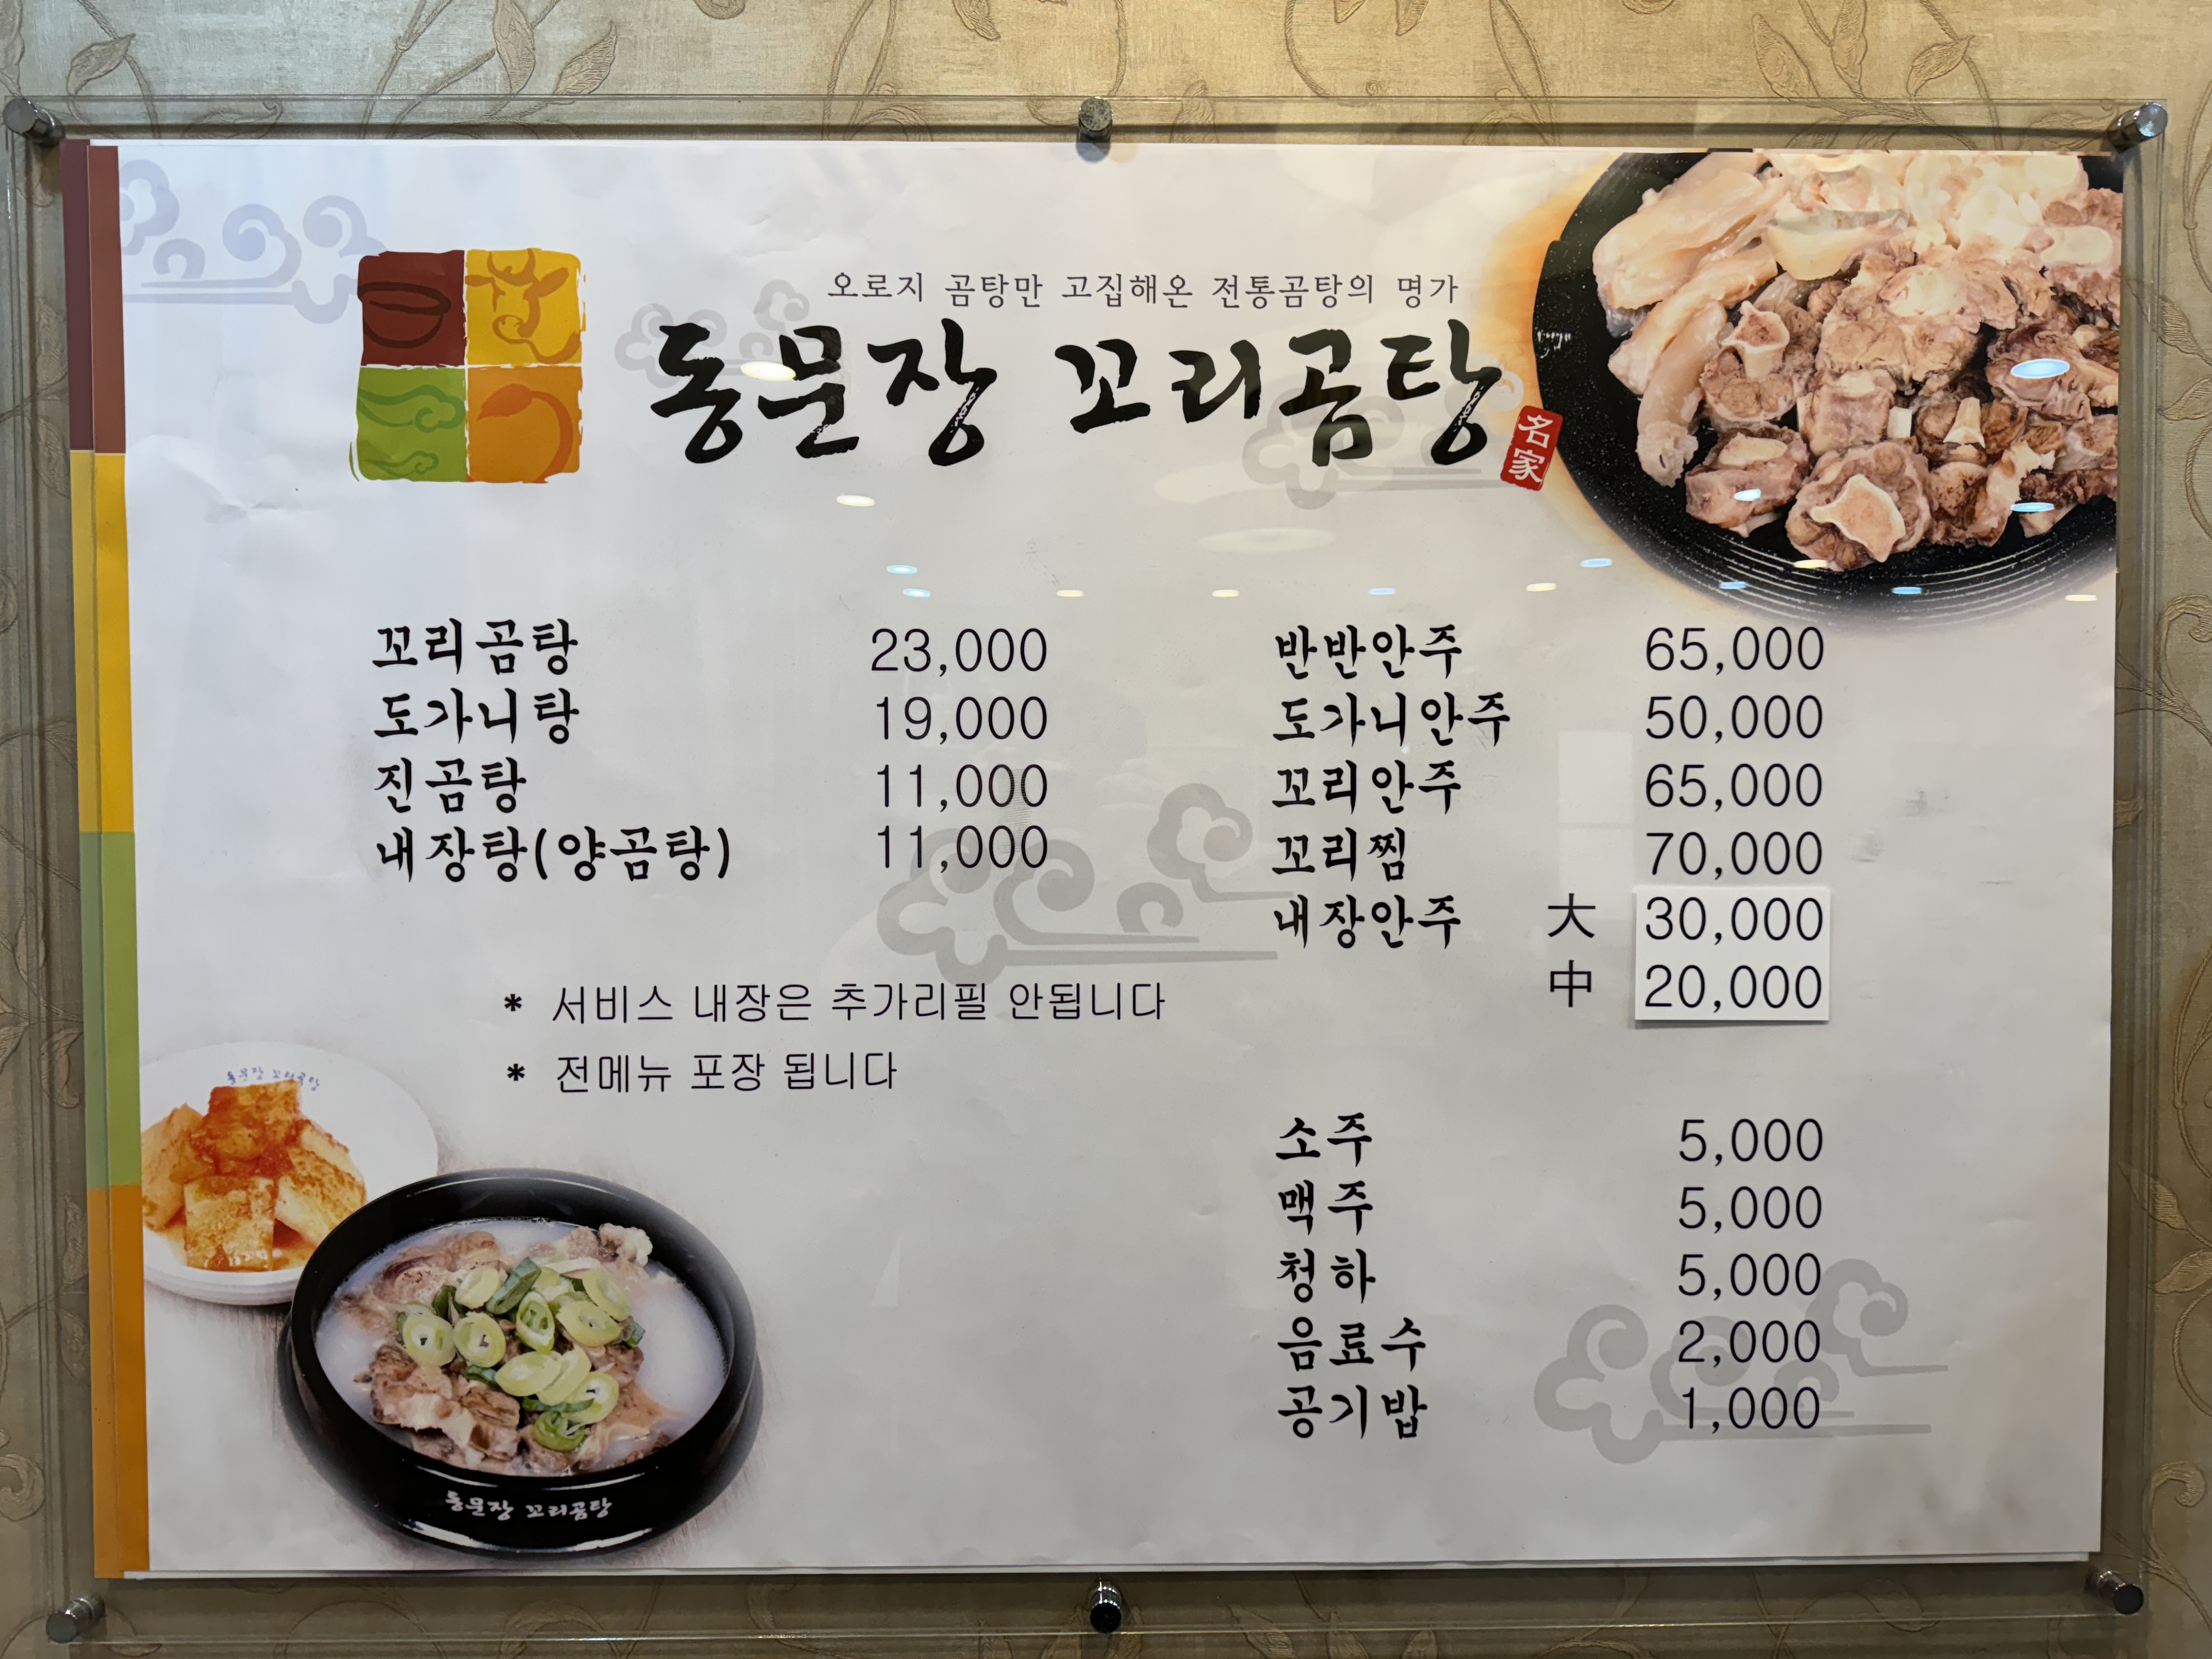 오로지 곰탕만 고집해온 전통곰탕의 명가
동문장 꼬리곰탕
名家
꼬리곰탕 23,000
도가니탕 19,000
진곰탕 11,000
내장탕(양곰탕) 11,000
* 서비스 내장은 추가리필 안됩니다
* 전메뉴 포장 됩니다
반반안주 65,000
도가니안주 50,000
꼬리안주 65,000
꼬리찜 70,000
내장안주 大 30,000
中 20,000
소주 5,000
맥주 5,000
청하 5,000
음료수 2,000
공기밥 1,000
동문장 꼬리곰탕
동문장 꼬리곰탕